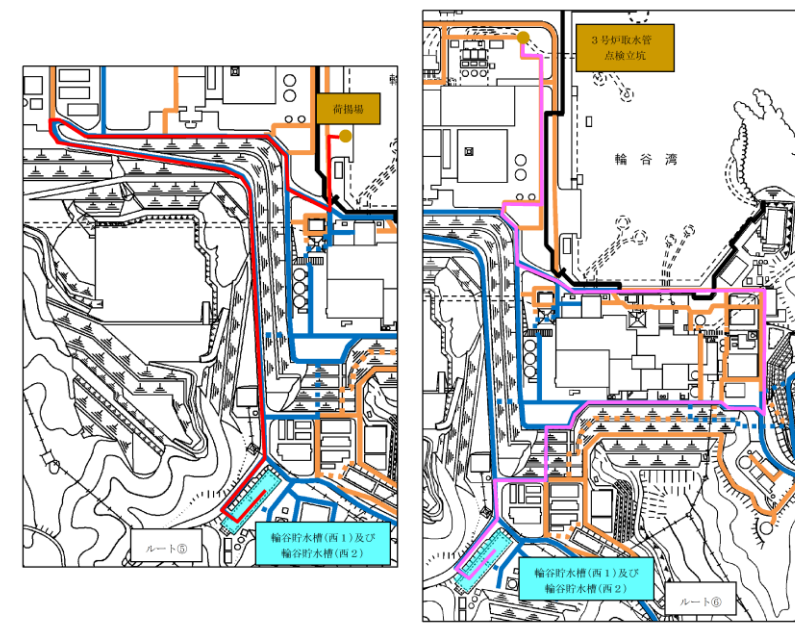 荷揚場
輪谷貯水槽(西1)及び
輪谷貯水槽(西2)
ルート⑤
3号炉取水管
点検立坑
輪谷湾
輪谷貯水槽(西1)及び
輪谷貯水槽(西2)
ルート⑥